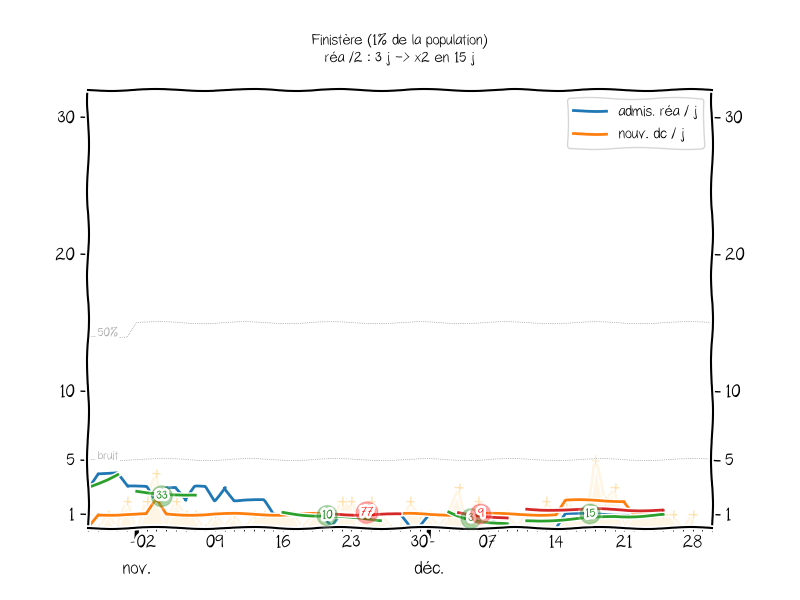 Finistère (1% de la population)
réa /2 : 3 j -> x2 en 15 j
admis. réa / j
nouv. dc / j
30 30
20 20
50%
10 10
5 bruit 5
33
10 77 3 9 15
1 1
02 09 16 23 30 07 14 21 28
nov. déc.